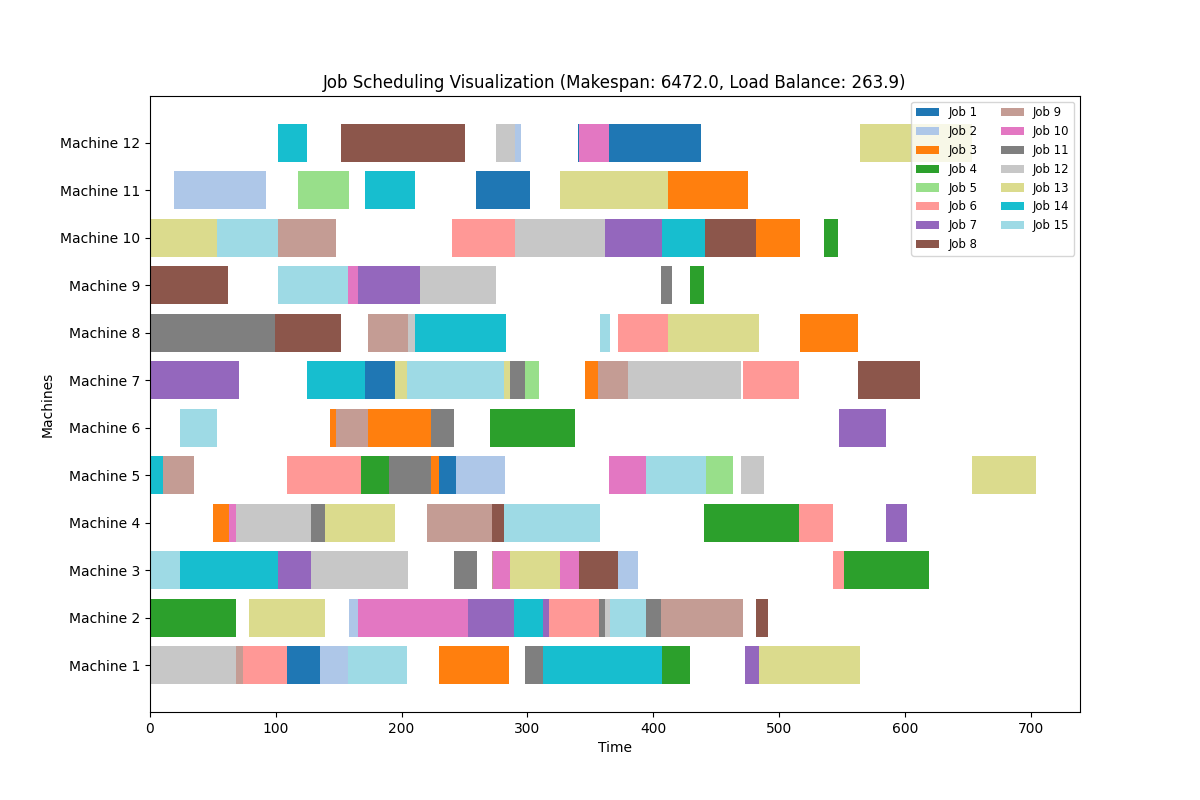 Job Scheduling Visualization (Makespan: 6472.0, Load Balance: 263.9)
Machine 12
Machine 11
Machine 10
Machine 9
Machine 8
Machine 7
Machine 6
Machine 5
Machine 4
Machine 3
Machine 2
Machine 1
Machines
0 100 200 300 400 500 600 700
Time
Job 1
Job 2
Job 3
Job 4
Job 5
Job 6
Job 7
Job 8
Job 9
Job 10
Job 11
Job 12
Job 13
Job 14
Job 15